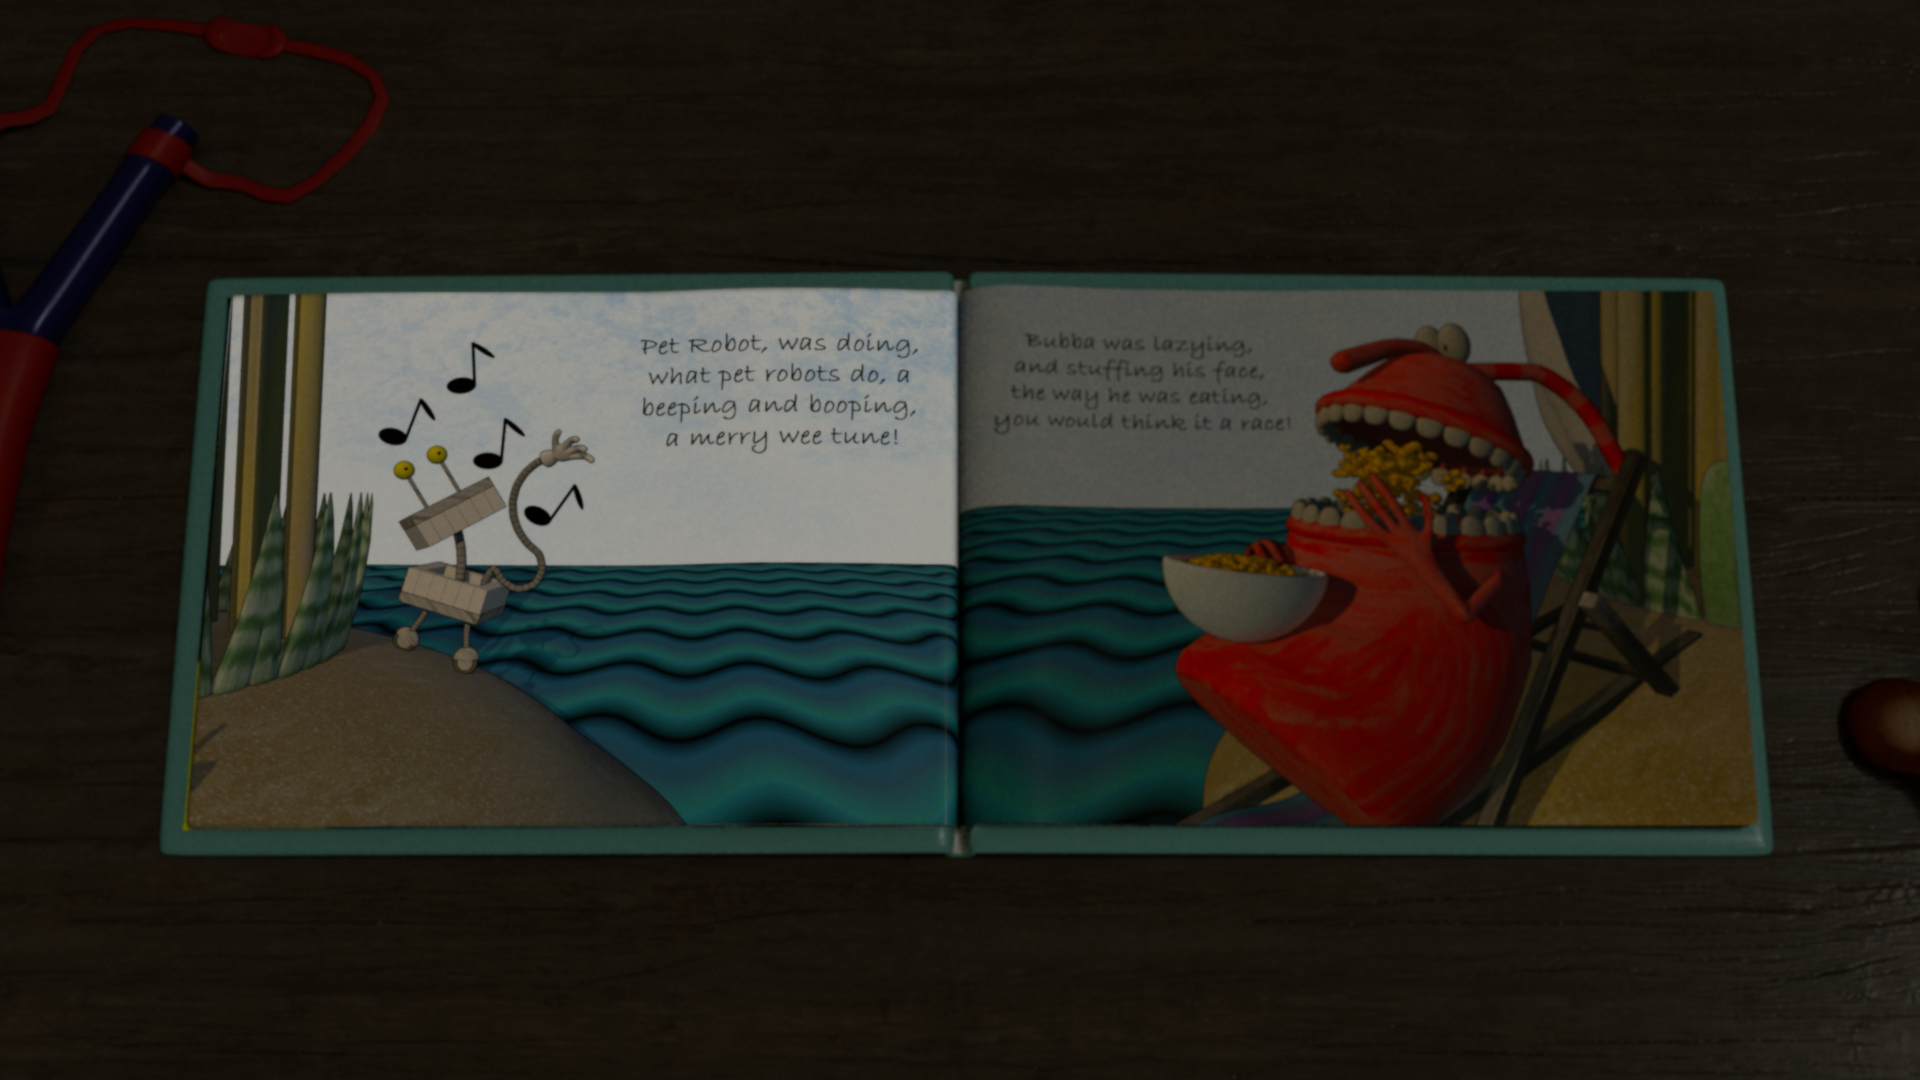 Pet Robot, was doing,
what pet robots do, a
beeping and booping,
a merry wee tune!
Bubba was lazying,
and stuffing his face,
the way he was eating,
you would think it a race!